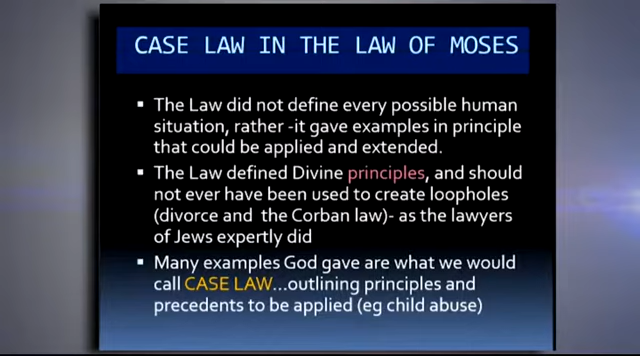 CASE LAW IN THE LAW OF MOSES
▪ The Law did not define every possible human
situation, rather -it gave examples in principle
that could be applied and extended.
▪ The Law defined Divine principles, and should
not ever have been used to create loopholes
(divorce and the Corban law)- as the lawyers
of Jews expertly did
▪ Many examples God gave are what we would
call CASE LAW...outlining principles and
precedents to be applied (eg child abuse)